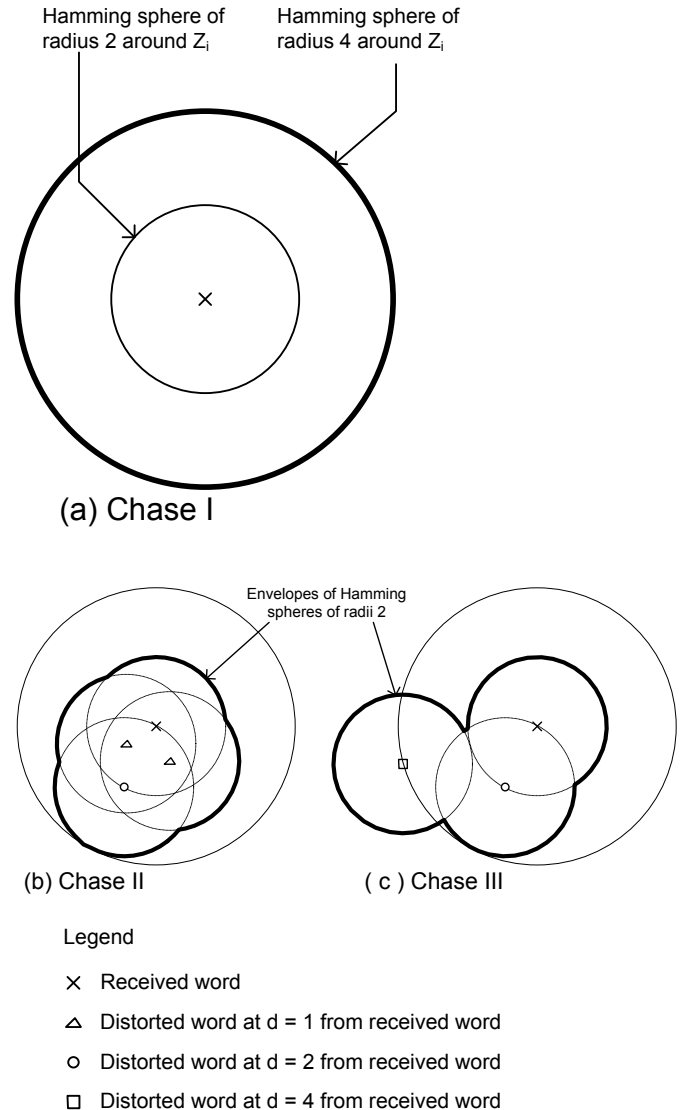 Hamming sphere of
radius 2 around Zi
Hamming sphere of
radius 4 around Zi
(a) Chase I
Envelopes of Hamming
spheres of radii 2
(b) Chase II
( c ) Chase III
Legend
Received word
Distorted word at d = 1 from received word
Distorted word at d = 2 from received word
Distorted word at d = 4 from received word